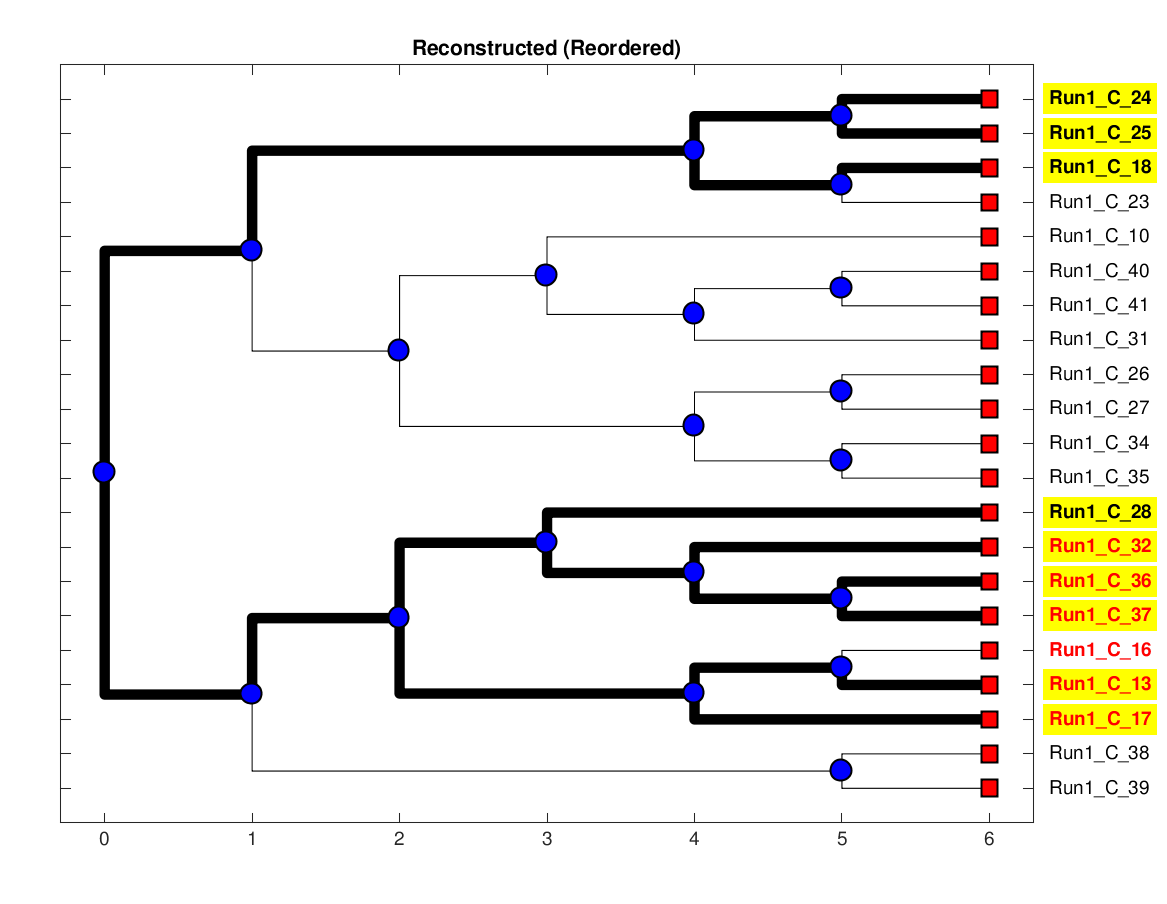 Reconstructed (Reordered)
Run1_C_24
Run1_C_25
Run1_C_18
Run1_C_23
Run1_C_10
Run1_C_40
Run1_C_41
Run1_C_31
Run1_C_26
Run1_C_27
Run1_C_34
Run1_C_35
Run1_C_28
Run1_C_32
Run1_C_36
Run1_C_37
Run1_C_16
Run1_C_13
Run1_C_17
Run1_C_38
Run1_C_39
0 1 2 3 4 5 6